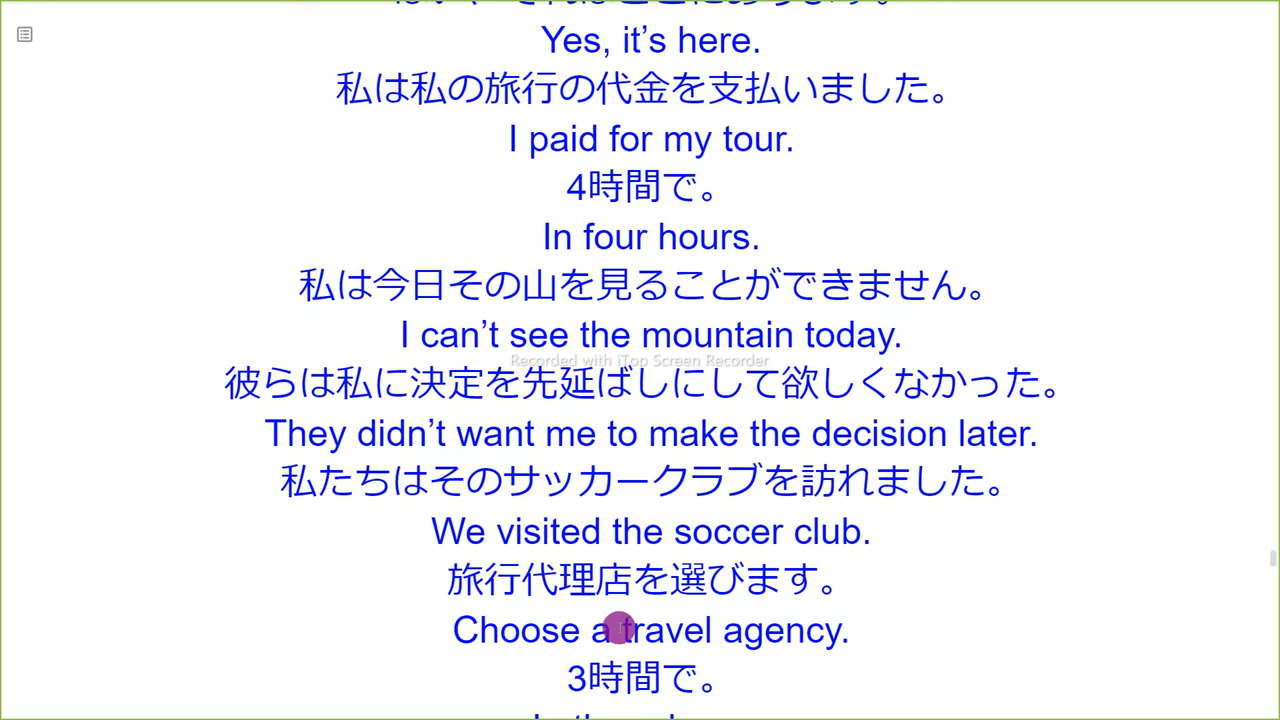 Yes, it's here.
私は私の旅行の代金を支払いました。
I paid for my tour.
4時間で。
In four hours.
私は今日その山を見ることができません。
I can't see the mountain today.
Recorded with iTop Screen Recorder
彼らは私に決定を先延ばしにして欲しくなかった。
They didn't want me to make the decision later.
私たちはそのサッカークラブを訪れました。
We visited the soccer club.
旅行代理店を選びます。
Choose a travel agency.
3時間で。